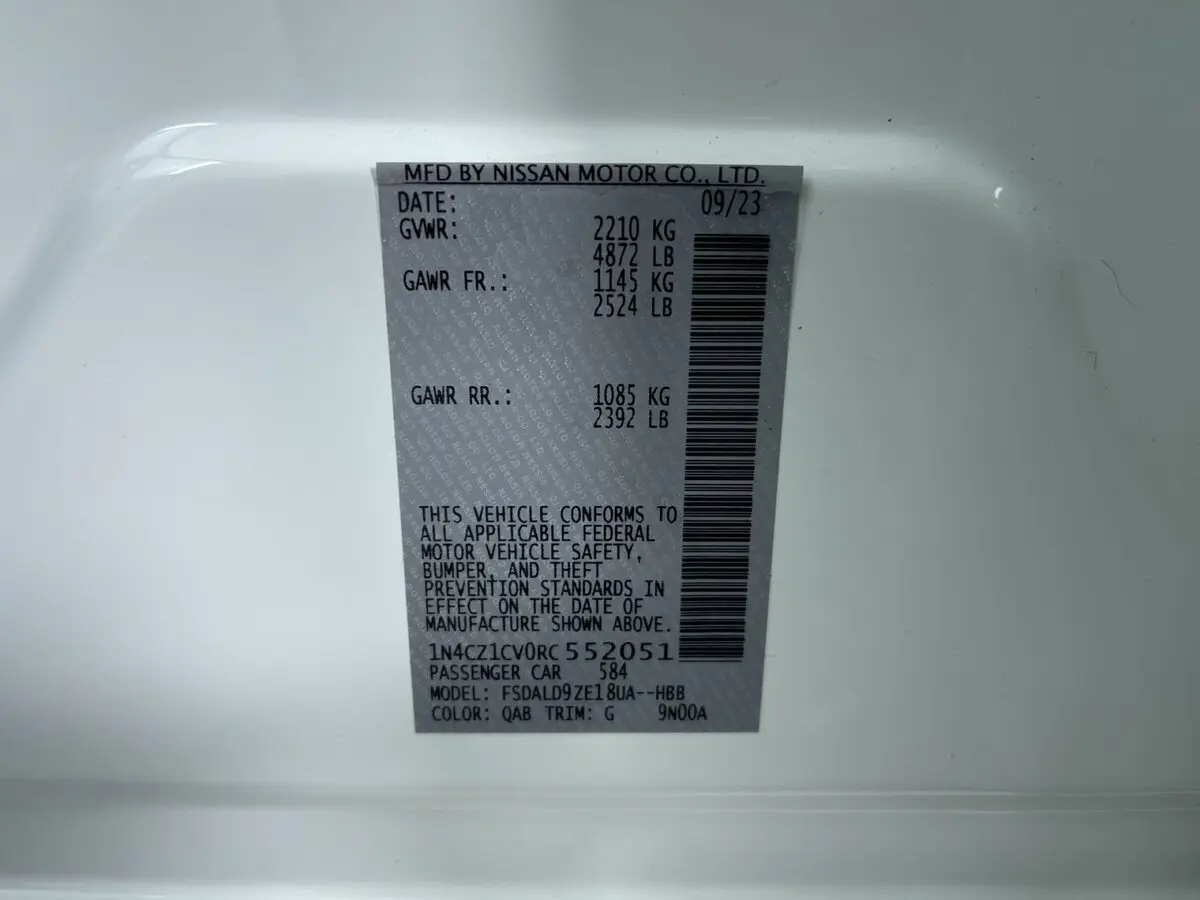 MFD BY NISSAN MOTOR CO., LTD.
DATE: 09/23
GVWR: 2210 KG
4872 LB
GAWR FR.: 1145 KG
2524 LB
GAWR RR.: 1085 KG
2392 LB
THIS VEHICLE CONFORMS TO
ALL APPLICABLE FEDERAL
MOTOR VEHICLE SAFETY,
BUMPER, AND THEFT
PREVENTION STANDARDS IN
EFFECT ON THE DATE OF
MANUFACTURE SHOWN ABOVE.
1N4CZ1CV0RC552051
PASSENGER CAR 584
MODEL: FSDALD9ZE18UA--HBB
COLOR: QAB TRIM: G 9N00A